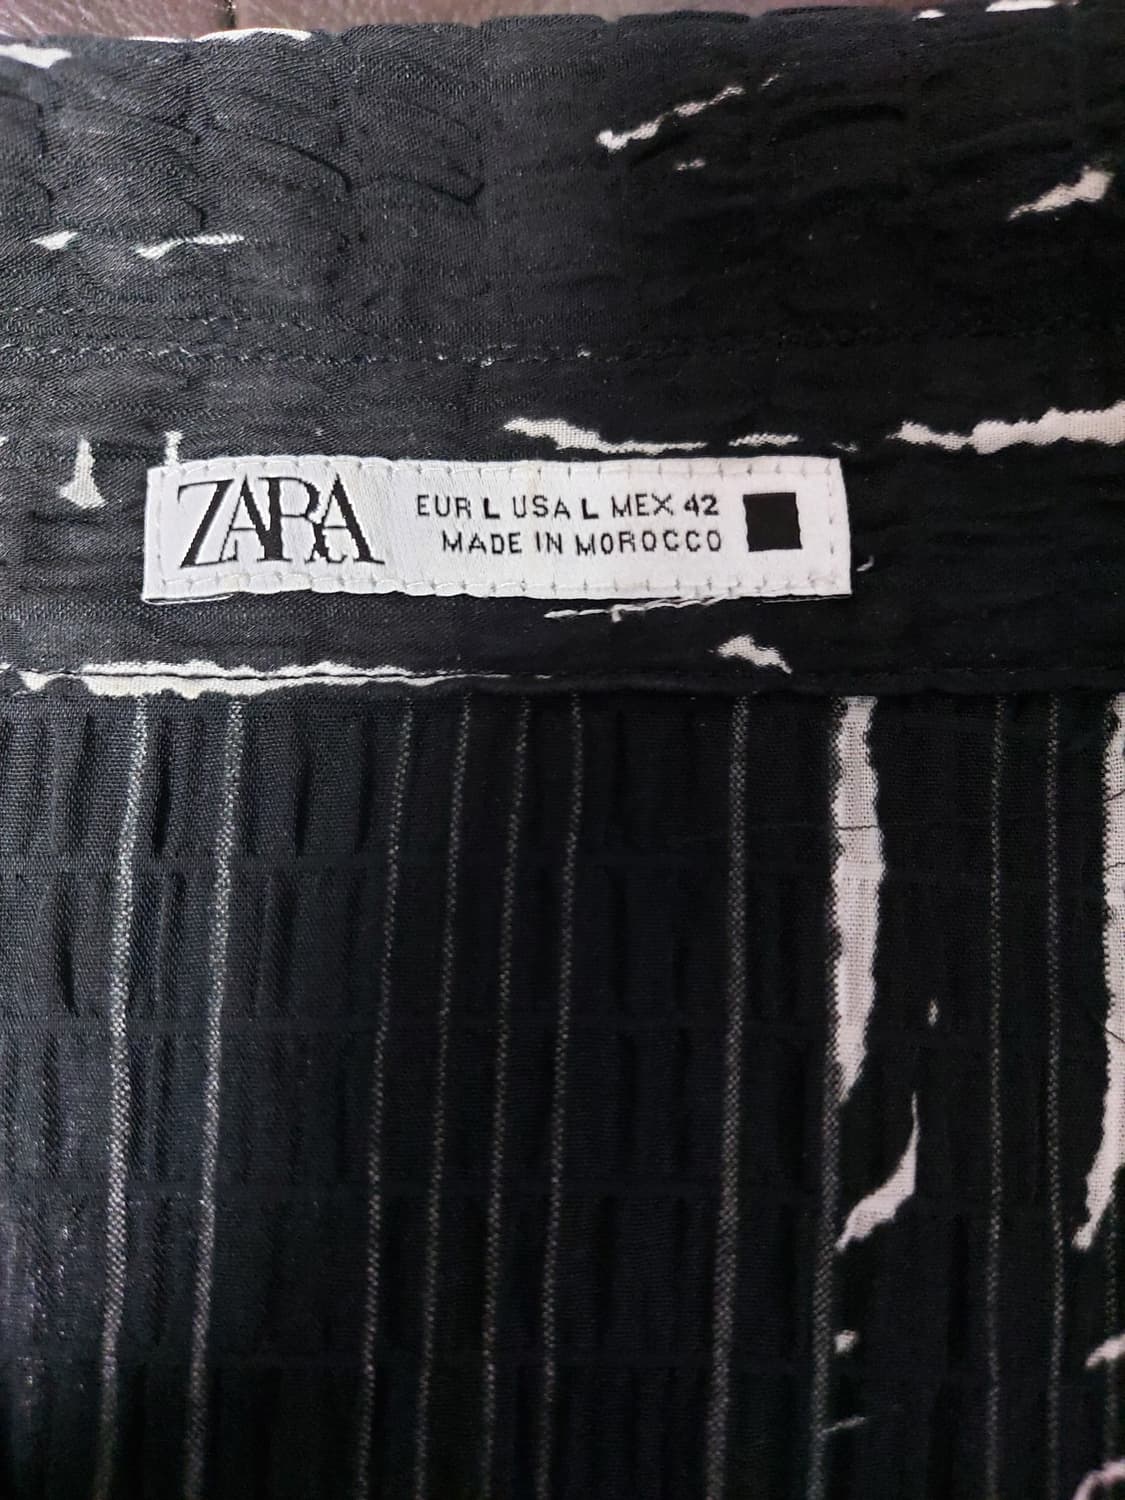 ZARA
EUR L USA L MEX 42
MADE IN MOROCCO